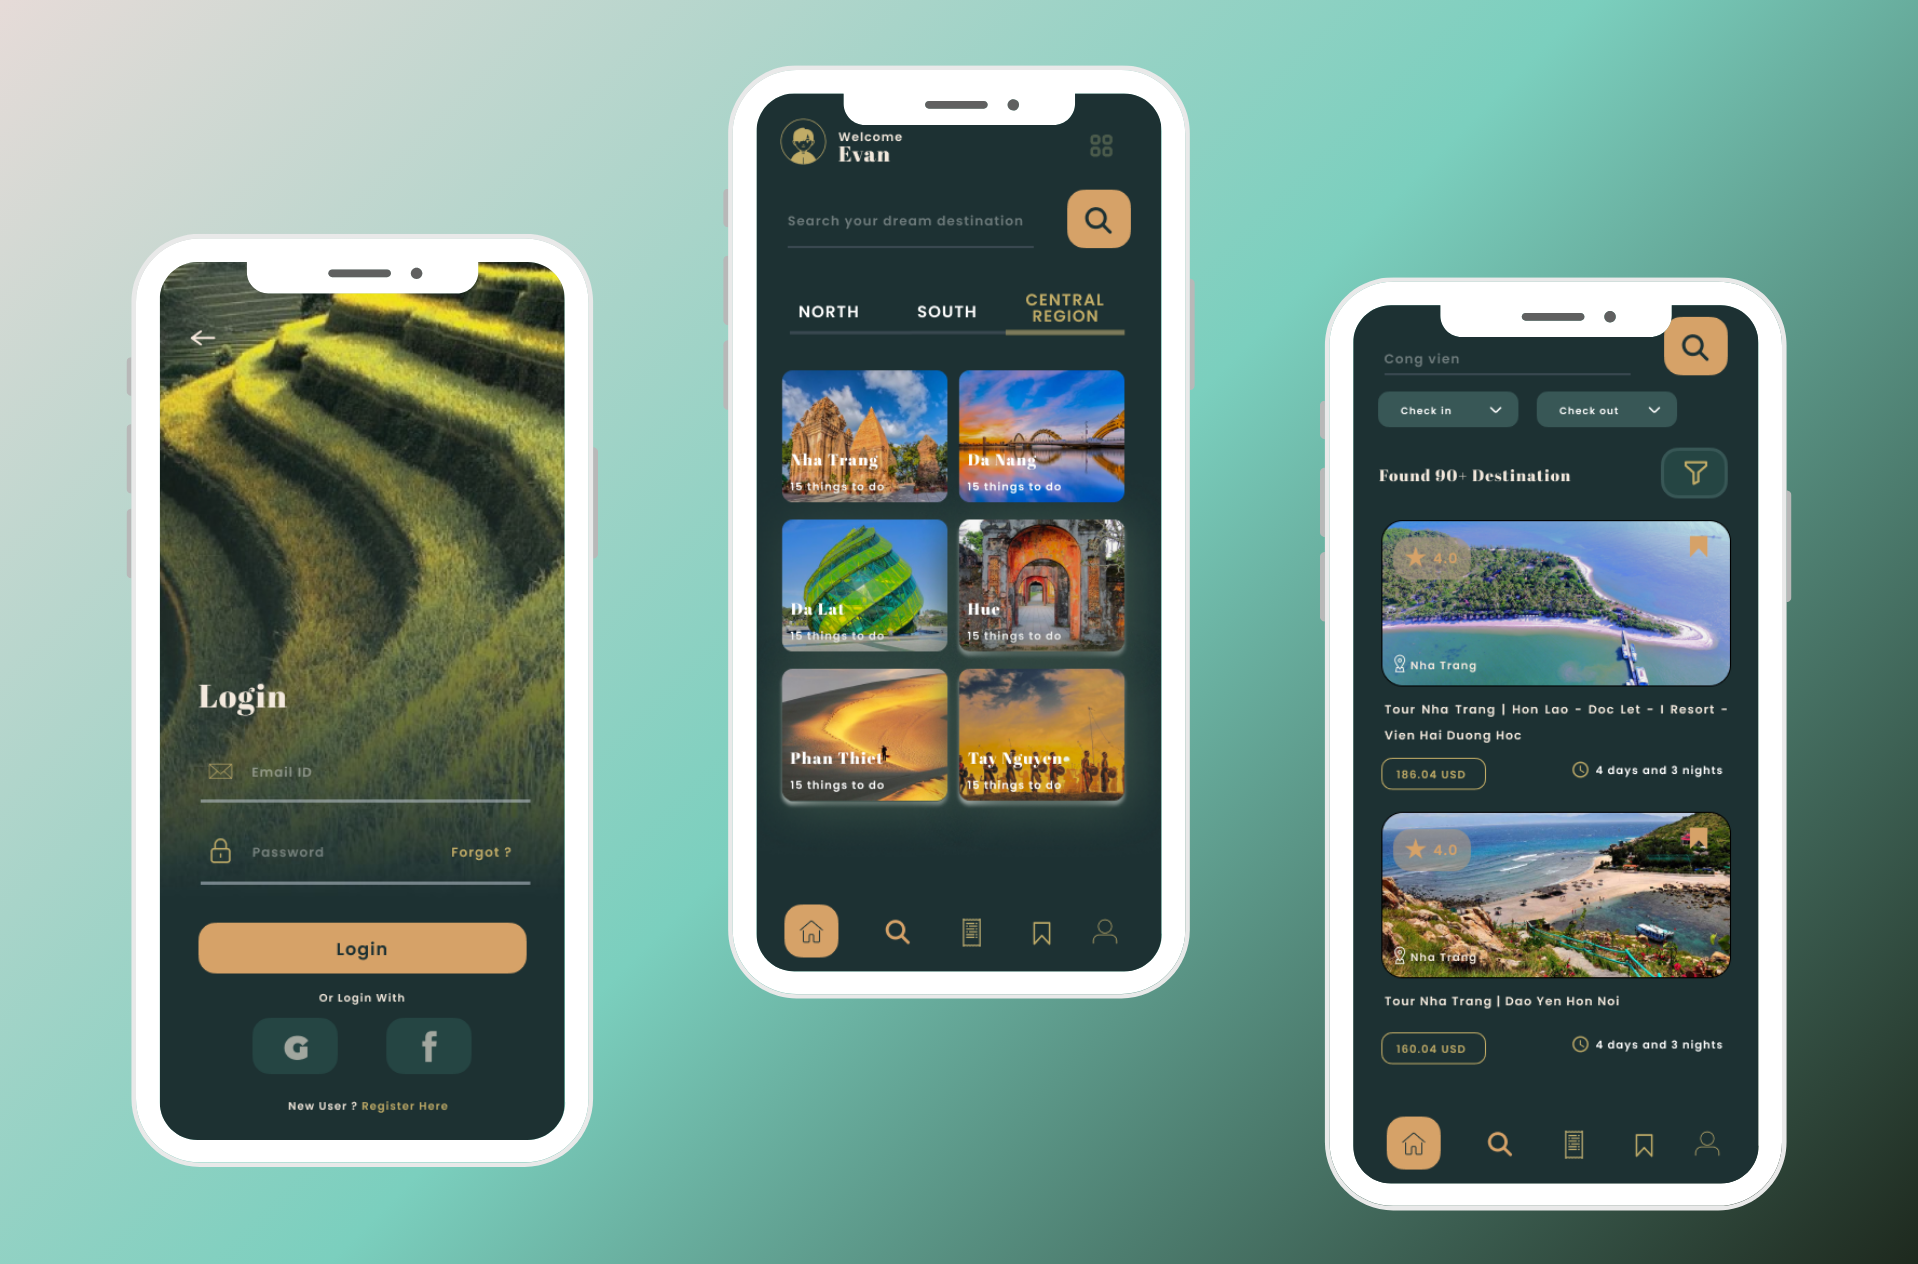 Login
Email ID
Password
Forgot ?
Login
Or Login With
G
f
New User ? Register Here
Welcome
Evan
Search your dream destination
NORTH
SOUTH
CENTRAL
REGION
Nha Trang
15 things to do
Da Nang
15 things to do
Da Lat
15 things to do
Hue
15 things to do
Phan Thiet
15 things to do
Tay Nguyen
15 things to do
Cong vien
Check in
Check out
Found 90+ Destination
4.0
Nha Trang
Tour Nha Trang | Hon Lao - Doc Let - I Resort -
Vien Hai Duong Hoc
186.04 USD
4 days and 3 nights
4.0
Nha Trang
Tour Nha Trang | Dao Yen Hon Noi
160.04 USD
4 days and 3 nights